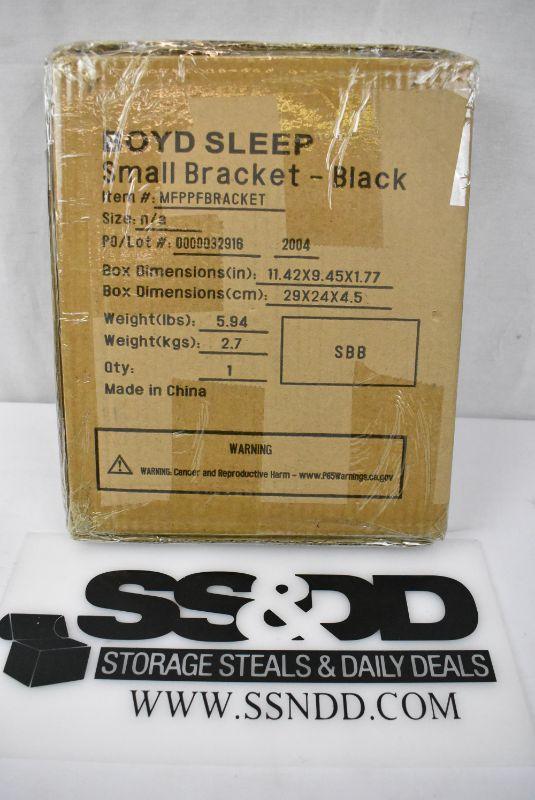 BOYD SLEEP
Small Bracket - Black
Item #: MFPPFBRACKET
Size: n/a
PO/Lot #: 0000032916 2004
Box Dimensions(in): 11.42X9.45X1.77
Box Dimensions(cm): 29X24X4.5
Weight(lbs): 5.94
Weight(kgs): 2.7
SBB
Qty: 1
Made in China
WARNING
WARNING: Cancer and Reproductive Harm - www.P65Warnings.ca.gov
SS&DD
STORAGE STEALS & DAILY DEALS
WWW.SSNDD.COM